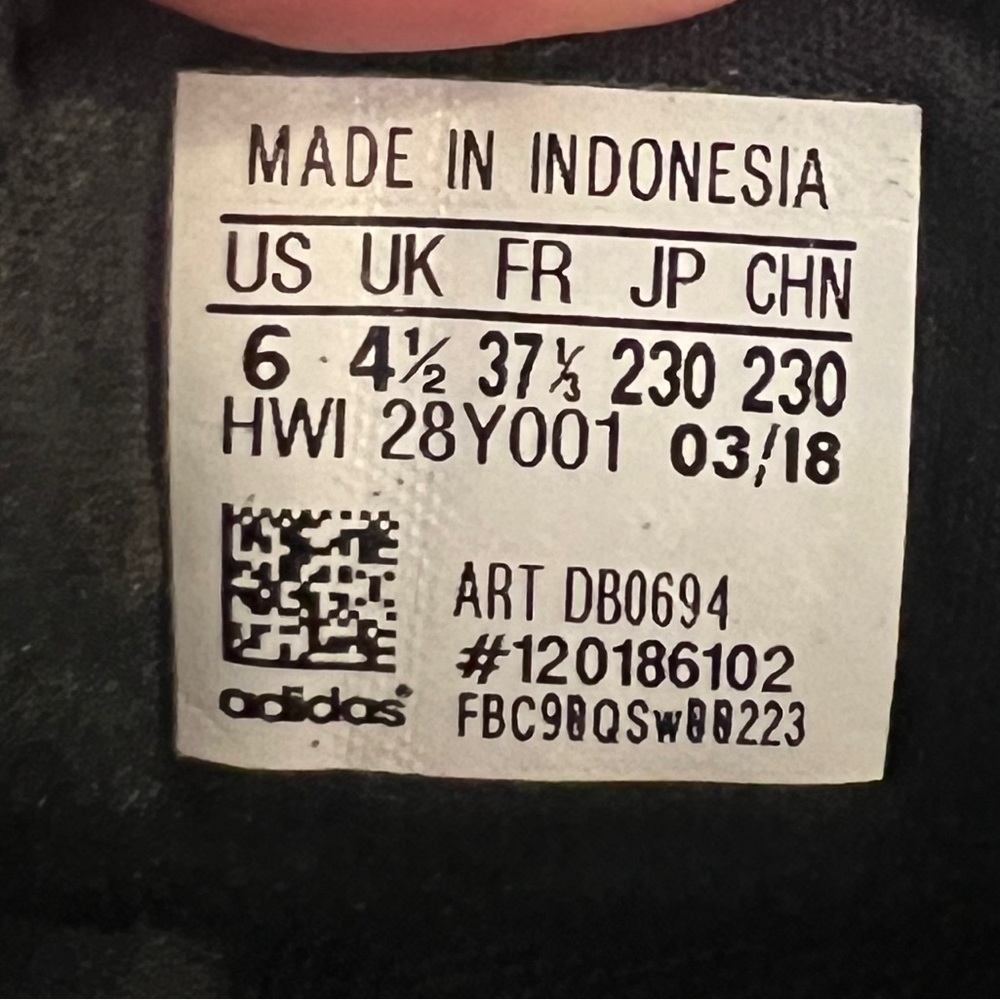 MADE IN INDONESIA
US UK FR JP CHN
6 4½ 37⅓ 230 230
HWI 28Y001 03/18
ART DB0694
#120186102
adidas®
FBC90QSw00223